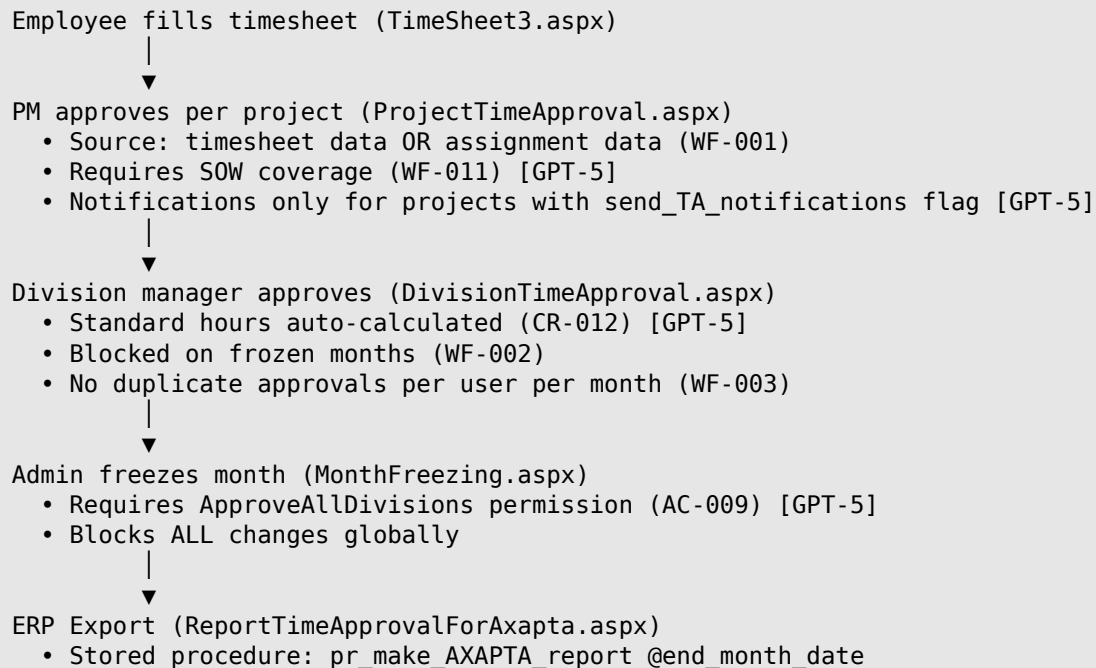 Employee fills timesheet (TimeSheet3.aspx)
│
▼
PM approves per project (ProjectTimeApproval.aspx)
• Source: timesheet data OR assignment data (WF-001)
• Requires SOW coverage (WF-011) [GPT-5]
• Notifications only for projects with send_TA_notifications flag [GPT-5]
│
▼
Division manager approves (DivisionTimeApproval.aspx)
• Standard hours auto-calculated (CR-012) [GPT-5]
• Blocked on frozen months (WF-002)
• No duplicate approvals per user per month (WF-003)
│
▼
Admin freezes month (MonthFreezing.aspx)
• Requires ApproveAllDivisions permission (AC-009) [GPT-5]
• Blocks ALL changes globally
│
▼
ERP Export (ReportTimeApprovalForAxapta.aspx)
• Stored procedure: pr_make_AXAPTA_report @end_month_date